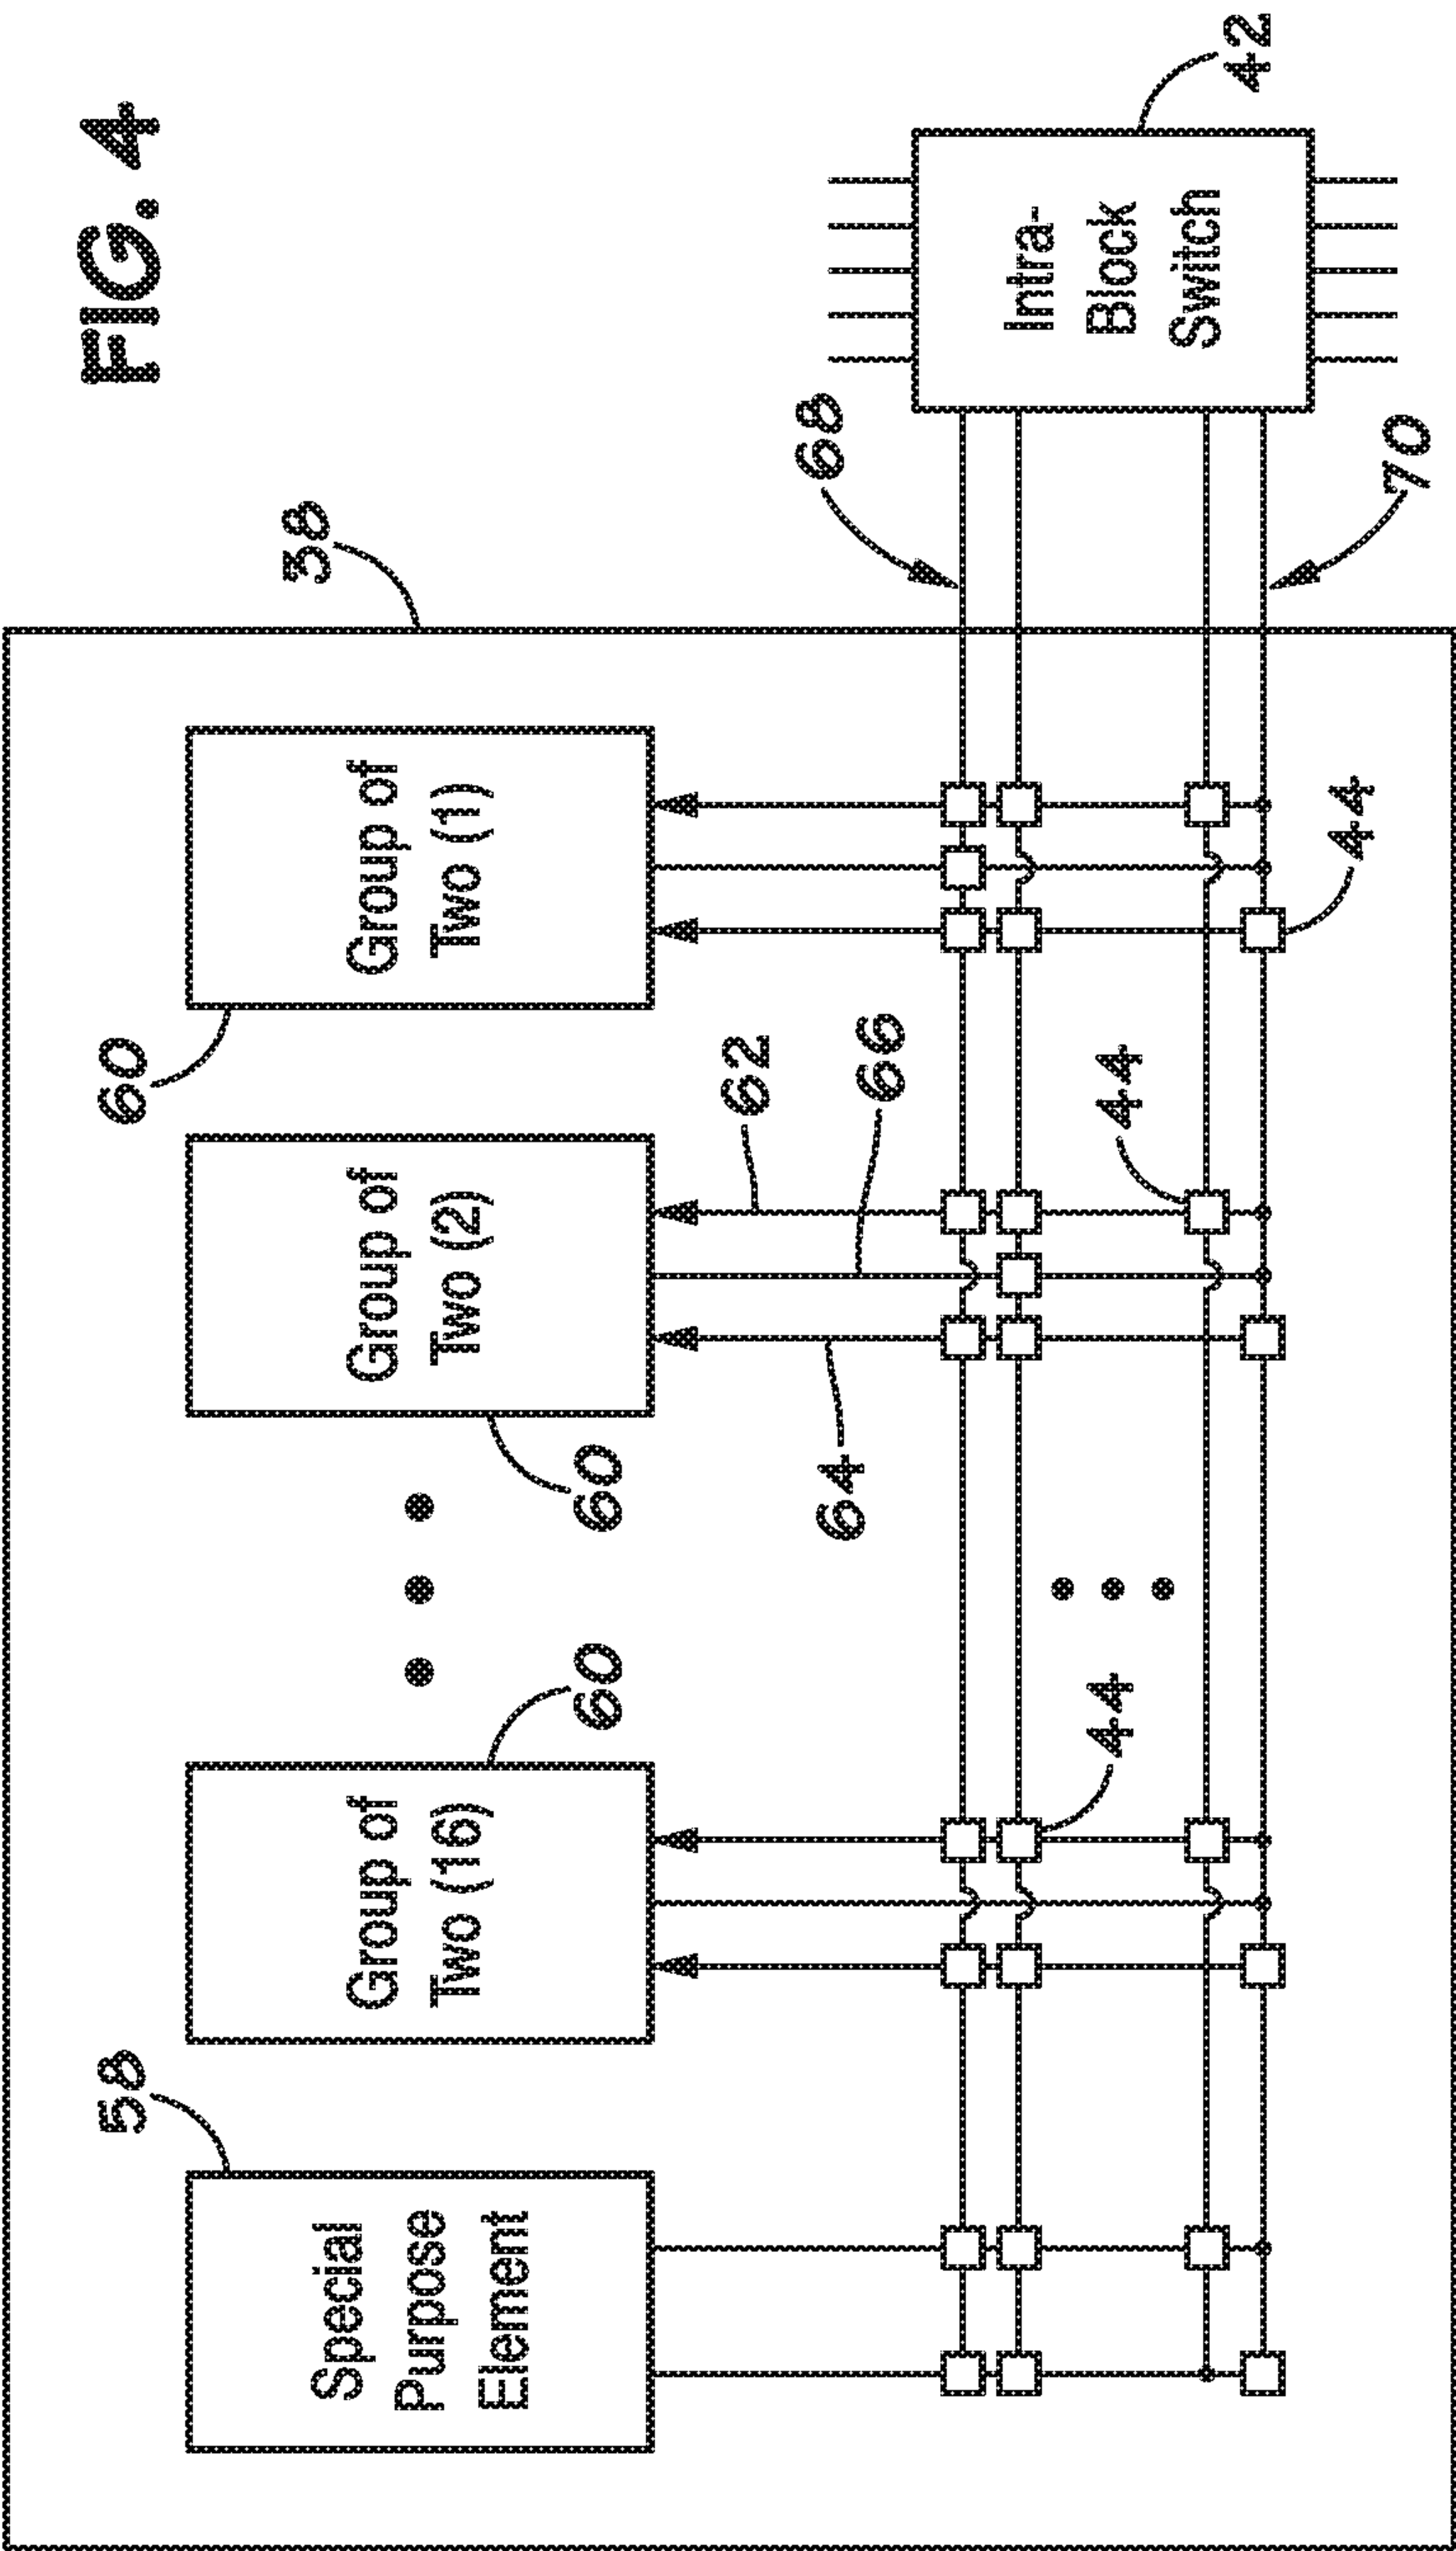 FIG. 4
38
58
Special
Purpose
Element
60
Group of
Two (16)
60
Group of
Two (2)
60
Group of
Two (1)
62
66
64
44
44
44
68
70
Intra-
Block
Switch
42